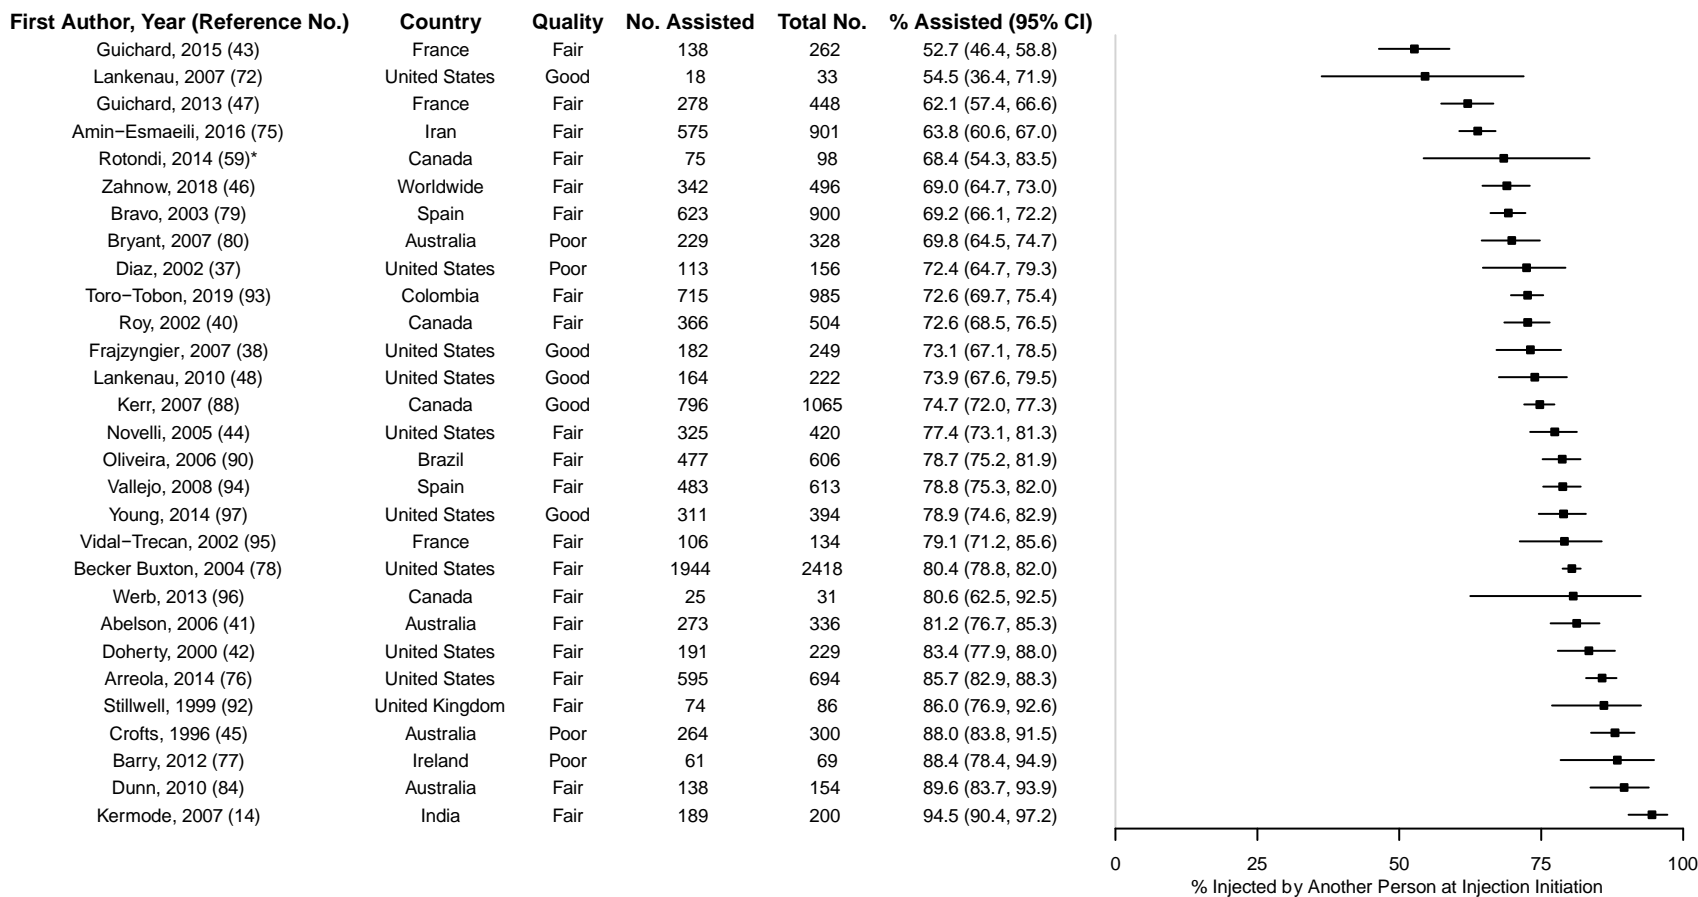 First Author, Year (Reference No.) Country Quality No. Assisted Total No. % Assisted (95% CI)
Guichard, 2015 (43) France Fair 138 262 52.7 (46.4, 58.8)
Lankenau, 2007 (72) United States Good 18 33 54.5 (36.4, 71.9)
Guichard, 2013 (47) France Fair 278 448 62.1 (57.4, 66.6)
Amin−Esmaeili, 2016 (75) Iran Fair 575 901 63.8 (60.6, 67.0)
Rotondi, 2014 (59)* Canada Fair 75 98 68.4 (54.3, 83.5)
Zahnow, 2018 (46) Worldwide Fair 342 496 69.0 (64.7, 73.0)
Bravo, 2003 (79) Spain Fair 623 900 69.2 (66.1, 72.2)
Bryant, 2007 (80) Australia Poor 229 328 69.8 (64.5, 74.7)
Diaz, 2002 (37) United States Poor 113 156 72.4 (64.7, 79.3)
Toro−Tobon, 2019 (93) Colombia Fair 715 985 72.6 (69.7, 75.4)
Roy, 2002 (40) Canada Fair 366 504 72.6 (68.5, 76.5)
Frajzyngier, 2007 (38) United States Good 182 249 73.1 (67.1, 78.5)
Lankenau, 2010 (48) United States Good 164 222 73.9 (67.6, 79.5)
Kerr, 2007 (88) Canada Good 796 1065 74.7 (72.0, 77.3)
Novelli, 2005 (44) United States Fair 325 420 77.4 (73.1, 81.3)
Oliveira, 2006 (90) Brazil Fair 477 606 78.7 (75.2, 81.9)
Vallejo, 2008 (94) Spain Fair 483 613 78.8 (75.3, 82.0)
Young, 2014 (97) United States Good 311 394 78.9 (74.6, 82.9)
Vidal−Trecan, 2002 (95) France Fair 106 134 79.1 (71.2, 85.6)
Becker Buxton, 2004 (78) United States Fair 1944 2418 80.4 (78.8, 82.0)
Werb, 2013 (96) Canada Fair 25 31 80.6 (62.5, 92.5)
Abelson, 2006 (41) Australia Fair 273 336 81.2 (76.7, 85.3)
Doherty, 2000 (42) United States Fair 191 229 83.4 (77.9, 88.0)
Arreola, 2014 (76) United States Fair 595 694 85.7 (82.9, 88.3)
Stillwell, 1999 (92) United Kingdom Fair 74 86 86.0 (76.9, 92.6)
Crofts, 1996 (45) Australia Poor 264 300 88.0 (83.8, 91.5)
Barry, 2012 (77) Ireland Poor 61 69 88.4 (78.4, 94.9)
Dunn, 2010 (84) Australia Fair 138 154 89.6 (83.7, 93.9)
Kermode, 2007 (14) India Fair 189 200 94.5 (90.4, 97.2)
0 25 50 75 100
% Injected by Another Person at Injection Initiation